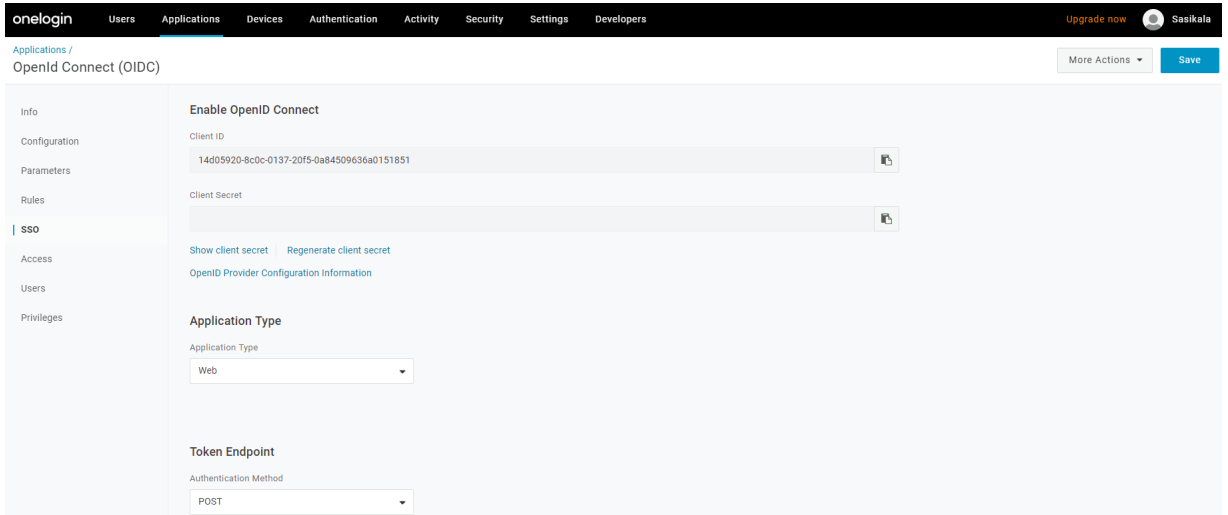 onelogin Users Applications Devices Authentication Activity Security Settings Developers Upgrade now Sasikala
Applications /
OpenId Connect (OIDC)
More Actions
Save
Info
Configuration
Parameters
Rules
SSO
Access
Users
Privileges
Enable OpenID Connect
Client ID
14d05920-8c0c-0137-20f5-0a84509636a0151851
Client Secret
Show client secret Regenerate client secret
OpenID Provider Configuration Information
Application Type
Application Type
Web
Token Endpoint
Authentication Method
POST